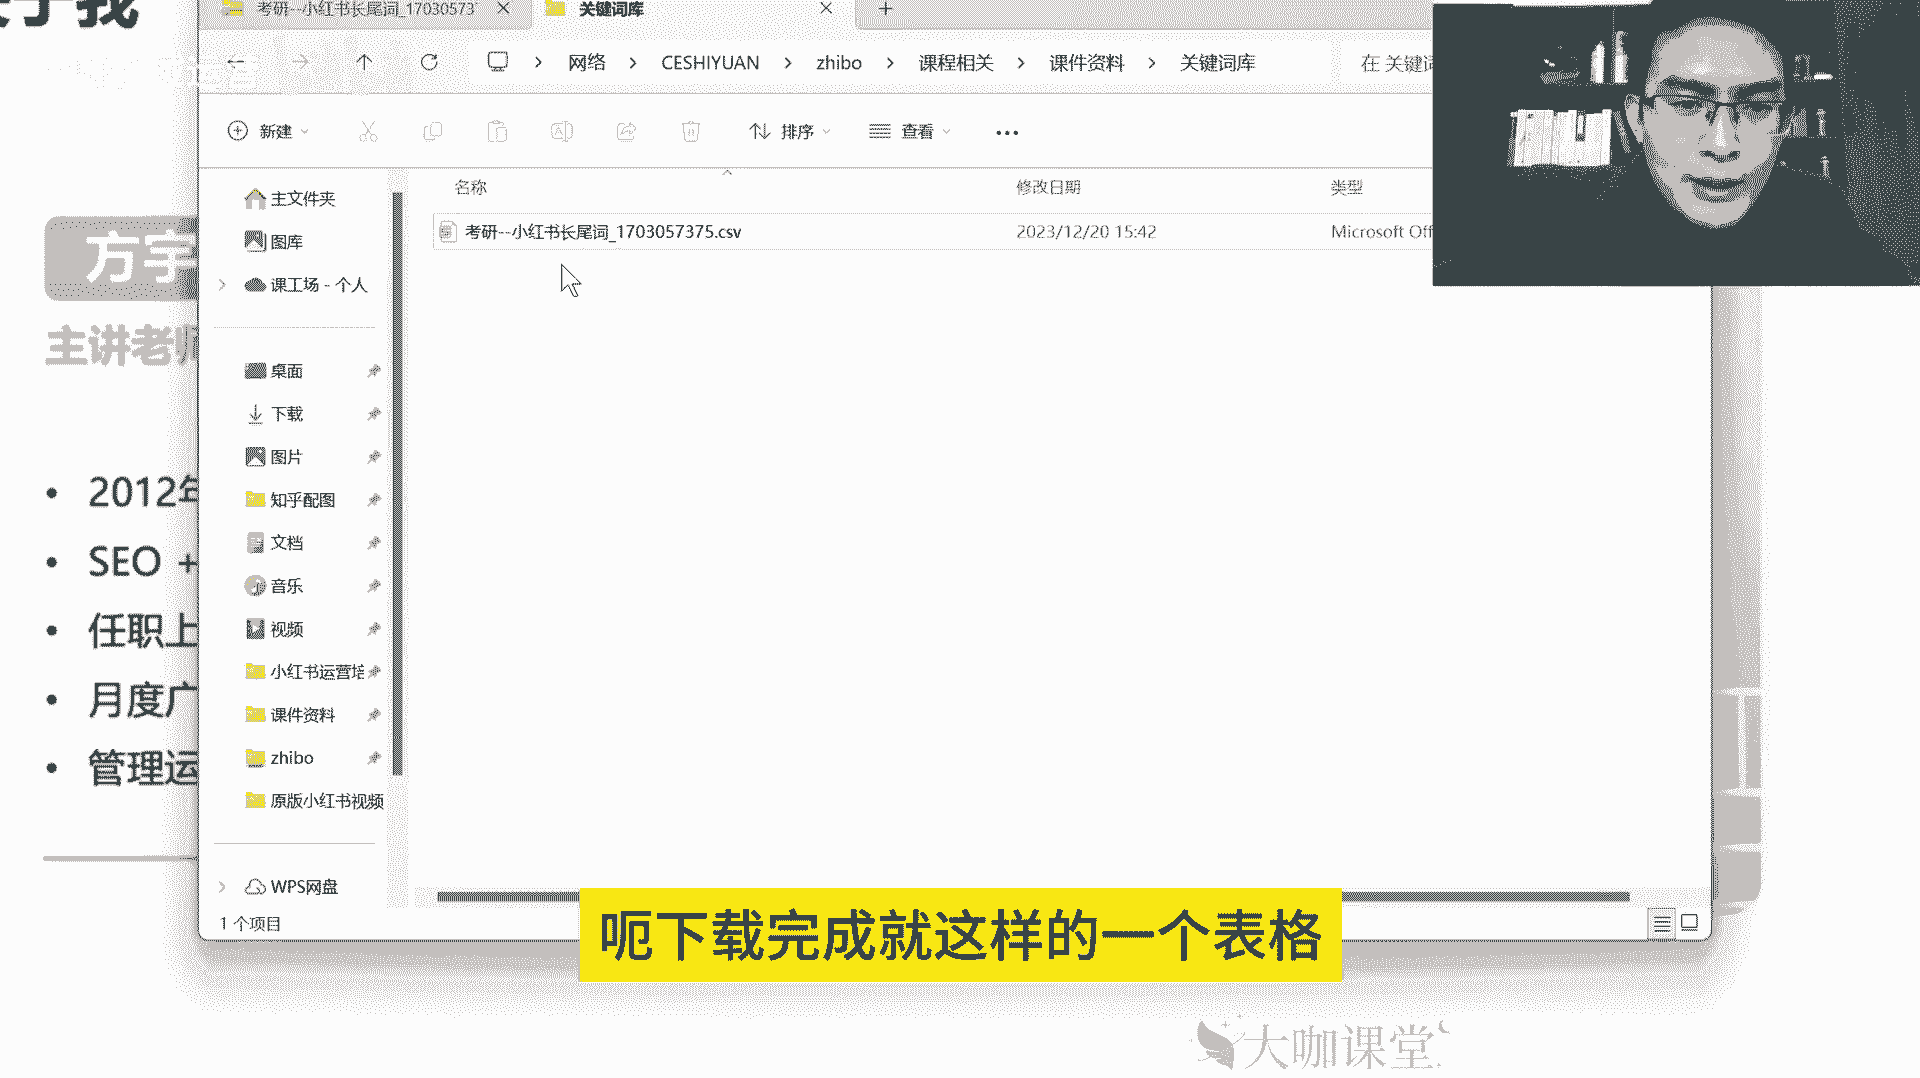 考研--小红书长尾词_17030573
关键词库
网络
CESHIYUAN
zhibo
课程相关
课件资料
关键词库
在 关键词
新建
排序
查看
名称
修改日期
类型
考研--小红书长尾词_1703057375.csv
2023/12/20 15:42
Microsoft Off
主文件夹
图库
课工场 - 个人
桌面
下载
图片
知乎配图
文档
音乐
视频
小红书运营培
课件资料
zhibo
原版小红书视频
WPS网盘
1 个项目
方宇
主讲老师
2012年
SEO +
任职上
月度广
管理运
呃下载完成就这样的一个表格
大咖课堂